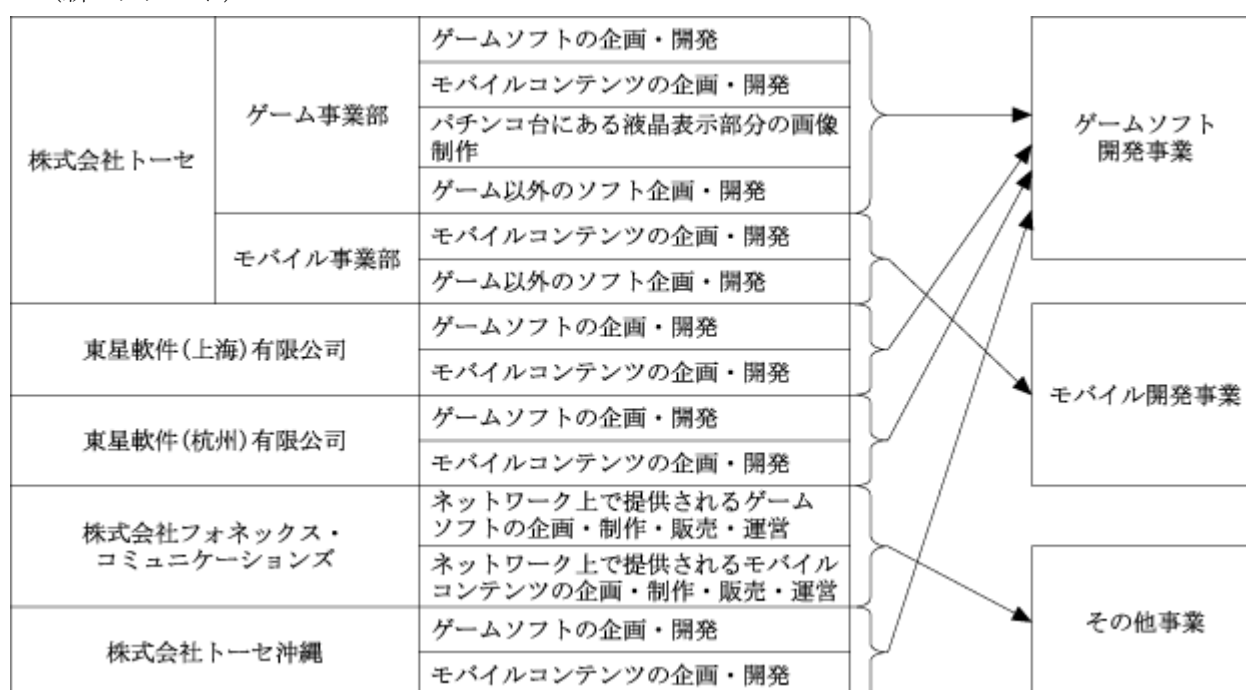 ゲームソフトの企画・開発
モバイルコンテンツの企画・開発
ゲーム事業部
パチンコ台にある液晶表示部分の画像
制作
ゲームソフト
開発事業
株式会社トーセ
ゲーム以外のソフト企画・開発
モバイルコンテンツの企画・開発
モバイル事業部
ゲーム以外のソフト企画・開発
ゲームソフトの企画・開発
東星軟件(上海)有限公司
モバイルコンテンツの企画・開発
モバイル開発事業
ゲームソフトの企画・開発
東星軟件(杭州)有限公司
モバイルコンテンツの企画・開発
ネットワーク上で提供されるゲーム
ソフトの企画・制作・販売・運営
株式会社フォネックス・
コミュニケーションズ
ネットワーク上で提供されるモバイル
コンテンツの企画・制作・販売・運営
その他事業
ゲームソフトの企画・開発
株式会社トーセ沖縄
モバイルコンテンツの企画・開発